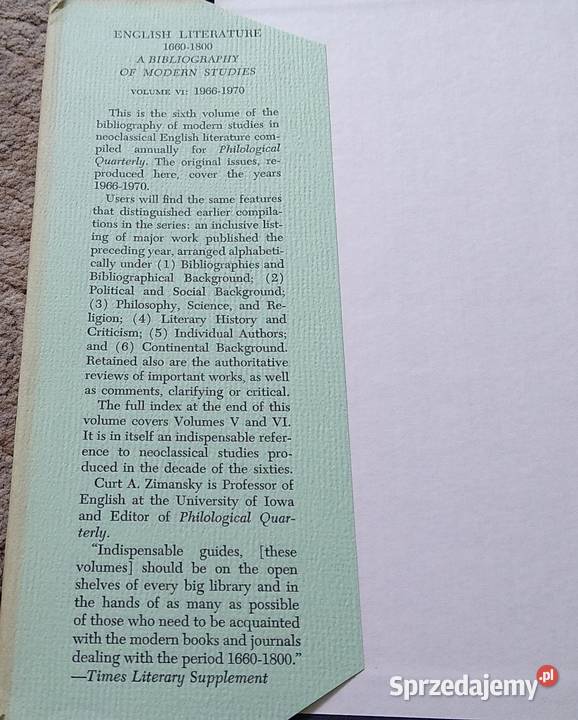 ENGLISH LITERATURE
1660-1800
A BIBLIOGRAPHY
OF MODERN STUDIES
VOLUME VI: 1966-1970
This is the sixth volume of the
bibliography of modern studies in
neoclassical English literature com-
piled annually for Philological
Quarterly. The original issues, re-
produced here, cover the years
1966-1970.
Users will find the same features
that distinguished earlier compila-
tions in the series: an inclusive list-
ing of major work published the
preceding year, arranged alphabeti-
cally under (1) Bibliographies and
Bibliographical Background; (2)
Political and Social Background;
(3) Philosophy, Science, and Re-
ligion; (4) Literary History and
Criticism; (5) Individual Authors;
and (6) Continental Background.
Retained also are the authoritative
reviews of important works, as well
as comments, clarifying or critical.
The full index at the end of this
volume covers Volumes V and VI.
It is in itself an indispensable refer-
ence to neoclassical studies pro-
duced in the decade of the sixties.
Curt A. Zimansky is Professor of
English at the University of Iowa
and Editor of Philological Quar-
terly.
"Indispensable guides, [these
volumes] should be on the open
shelves of every big library and in
the hands of as many as possible
of those who need to be acquainted
with the modern books and journals
dealing with the period 1660-1800."
—Times Literary Supplement
Sprzedajemy.pl